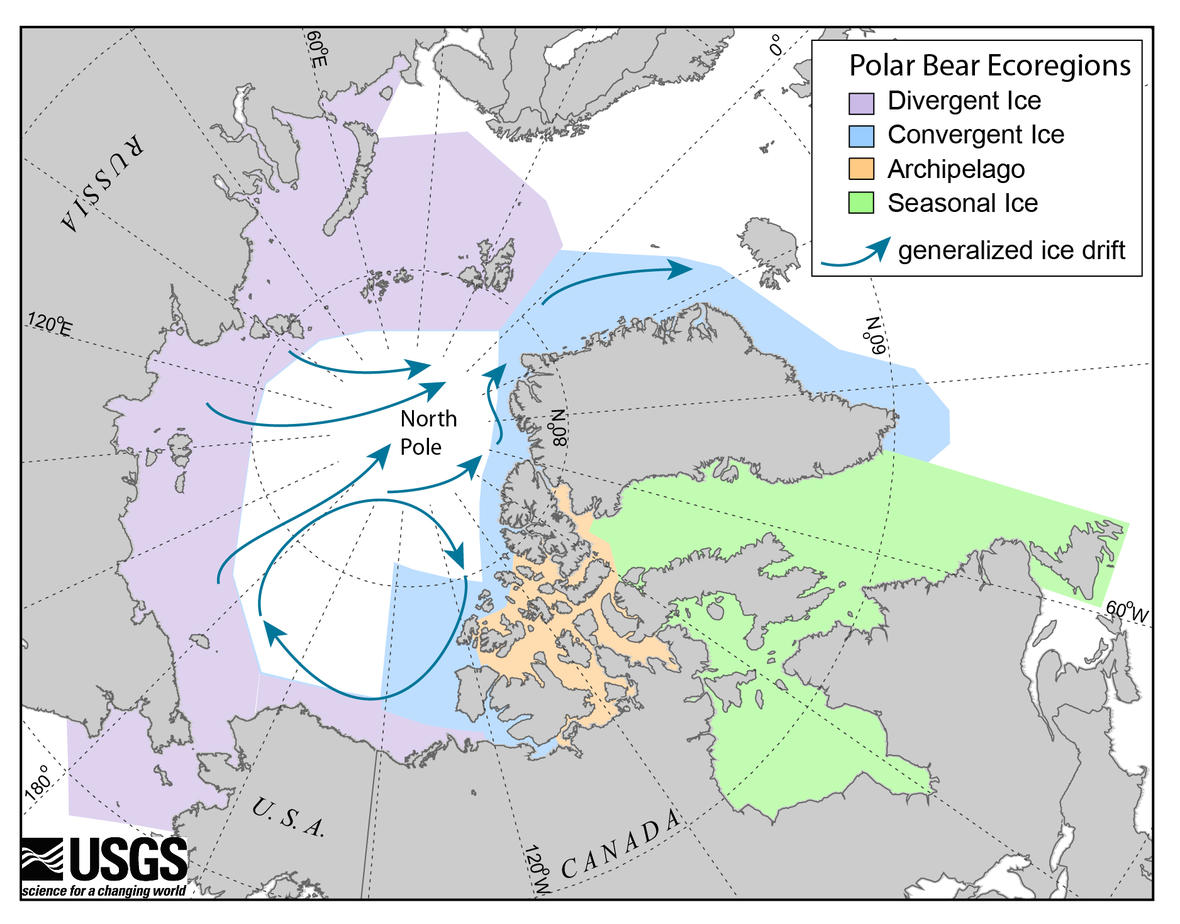 60°E
0°
Polar Bear Ecoregions
Divergent Ice
Convergent Ice
Archipelago
Seasonal Ice
generalized ice drift
RUSSIA
120°E
60°N
North
Pole
80°N
60°W
180°
U.S.A.
CANADA
120°W
USGS
science for a changing world